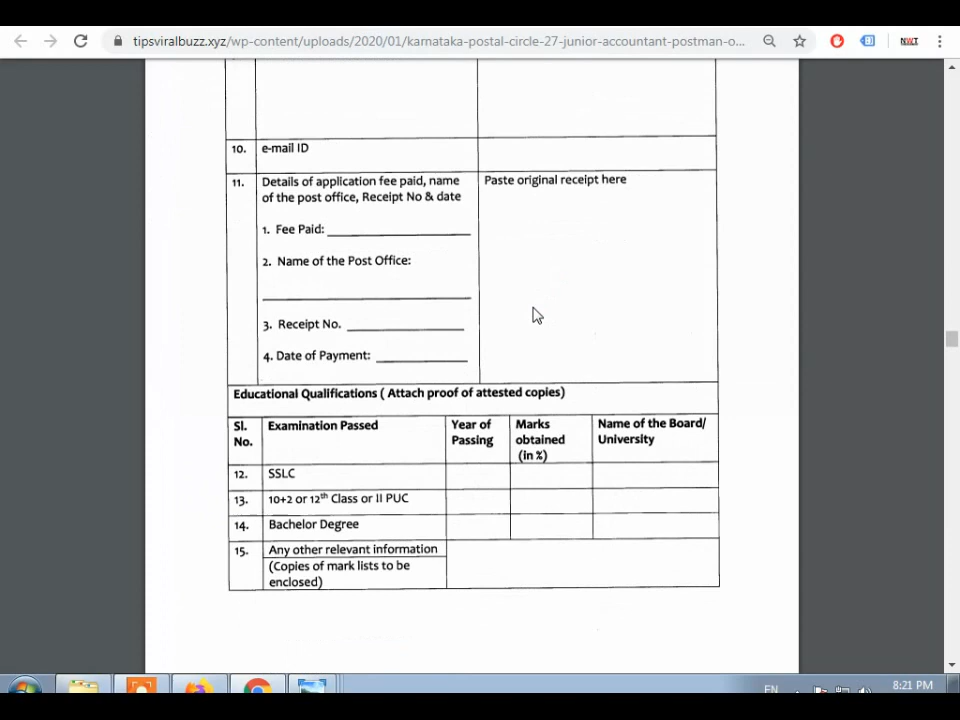 tipsviralbuzz.xyz/wp-content/uploads/2020/01/karnataka-postal-circle-27-junior-accountant-postman-o...
NWT
10. e-mail ID
11. Details of application fee paid, name of the post office, Receipt No & date
Paste original receipt here
1. Fee Paid:
2. Name of the Post Office:
3. Receipt No.
4. Date of Payment:
Educational Qualifications ( Attach proof of attested copies)
Sl. No. Examination Passed Year of Passing Marks obtained (in %) Name of the Board/ University
12. SSLC
13. 10+2 or 12th Class or II PUC
14. Bachelor Degree
15. Any other relevant information
(Copies of mark lists to be enclosed)
EN
8:21 PM